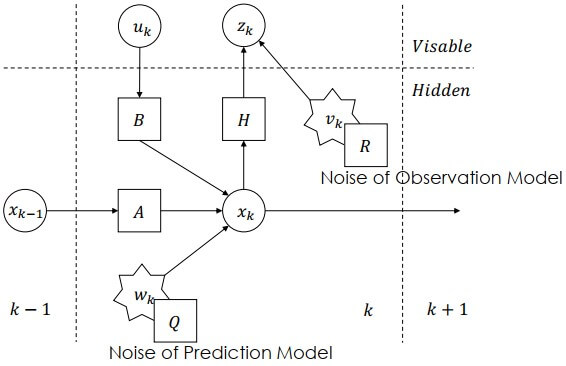 u_k
z_k
Visable
Hidden
B
H
v_k
R
Noise of Observation Model
x_{k-1}
A
x_k
w_k
Q
k − 1
k
k + 1
Noise of Prediction Model